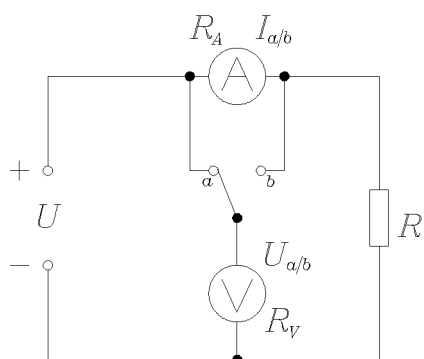 R_A I_a/b
A
+ a b
U R
− U_a/b
V
R_V